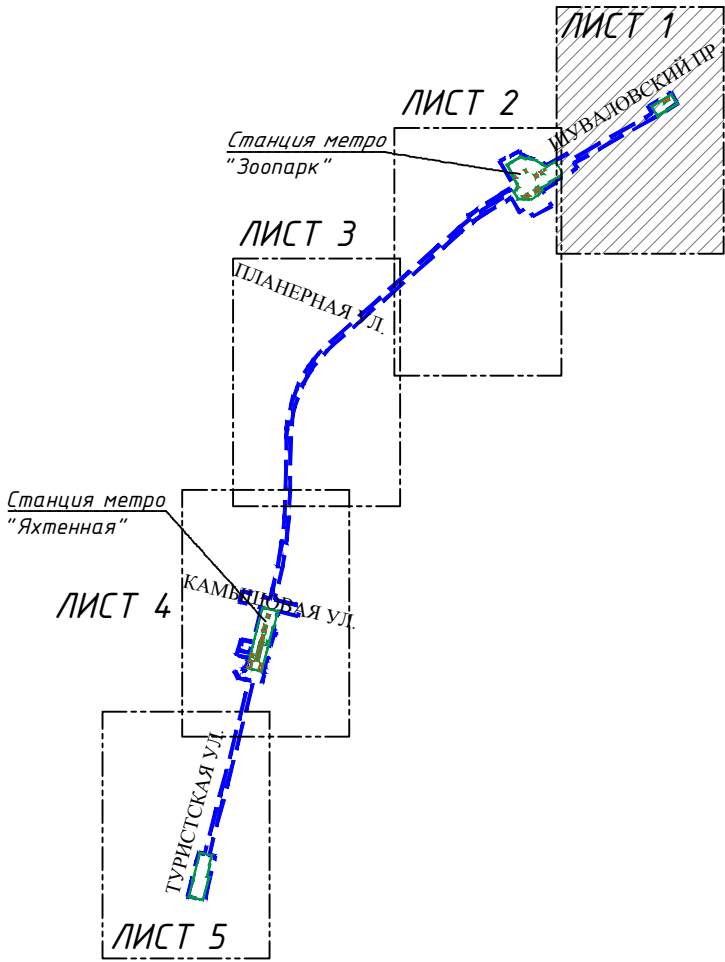 ЛИСТ 1
ШУВАЛОВСКИЙ ПР
ЛИСТ 2
Станция метро
"Зоопарк"
ЛИСТ 3
ПЛАНЕРНАЯ УЛ.
Станция метро
"Яхтенная"
КАМЫШОВАЯ УЛ.
ЛИСТ 4
ТУРИСТСКАЯ УЛ.
ЛИСТ 5